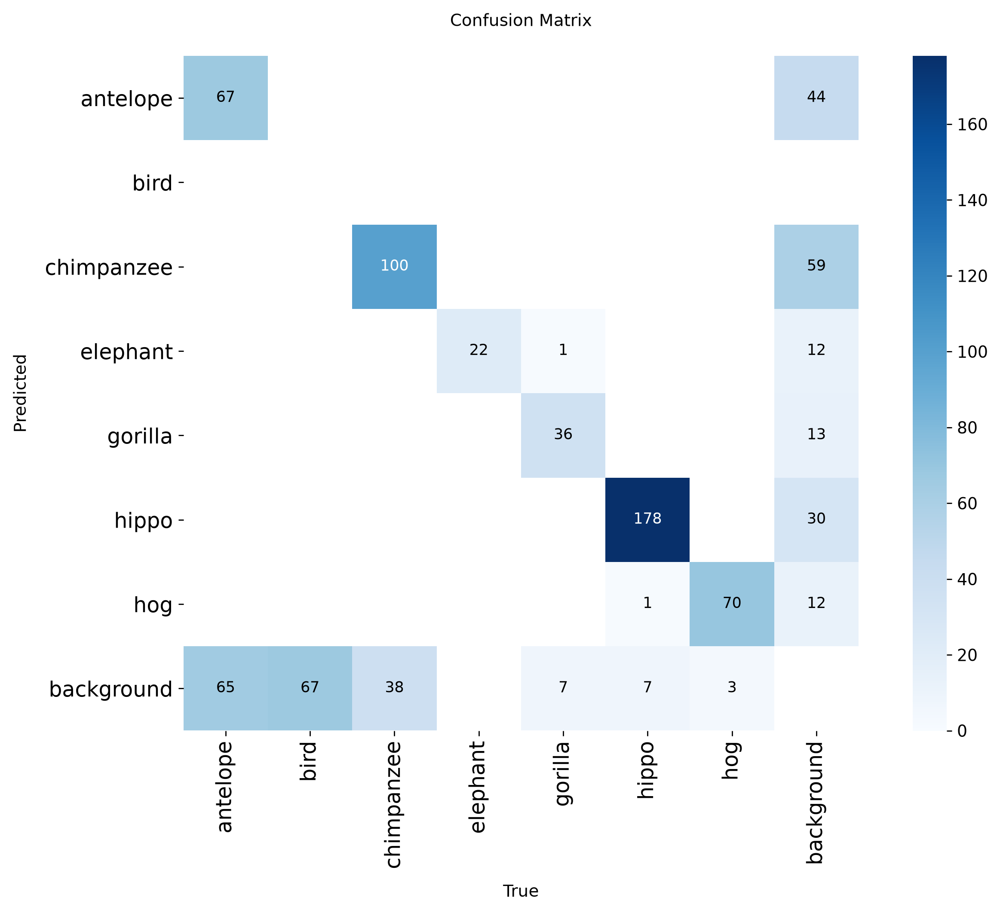 Confusion Matrix
antelope 67 44
160
bird
140
chimpanzee 100 59
120
elephant 22 1 12
100
Predicted
gorilla 36 13
80
hippo 178 30
60
40
hog 1 70 12
20
background 65 67 38 7 7 3
0
antelope bird chimpanzee elephant gorilla hippo hog background
True